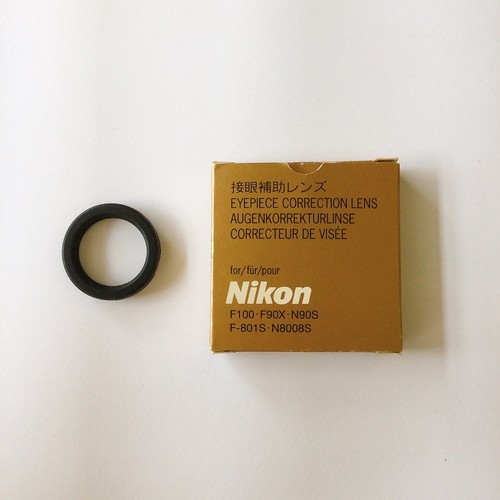 接眼補助レンズ
EYEPIECE CORRECTION LENS
AUGENKORREKTURLINSE
CORRECTEUR DE VISÉE
for/für/pour
Nikon
F100·F90X·N90S
F-801S·N8008S